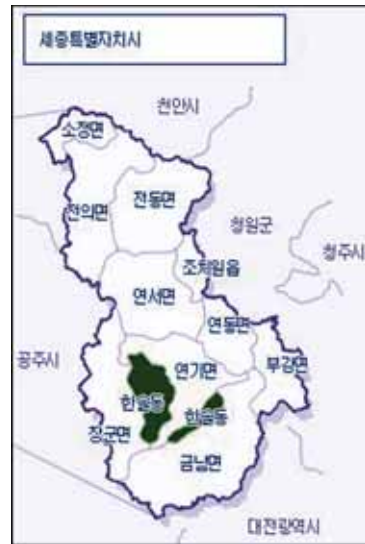 세종특별자치시
천안시
소정면
전의면
전동면
청원군
조치원읍
청주시
연서면
연동면
공주시
연기면
부강면
한솔동
한솔동
장군면
금남면
대전광역시